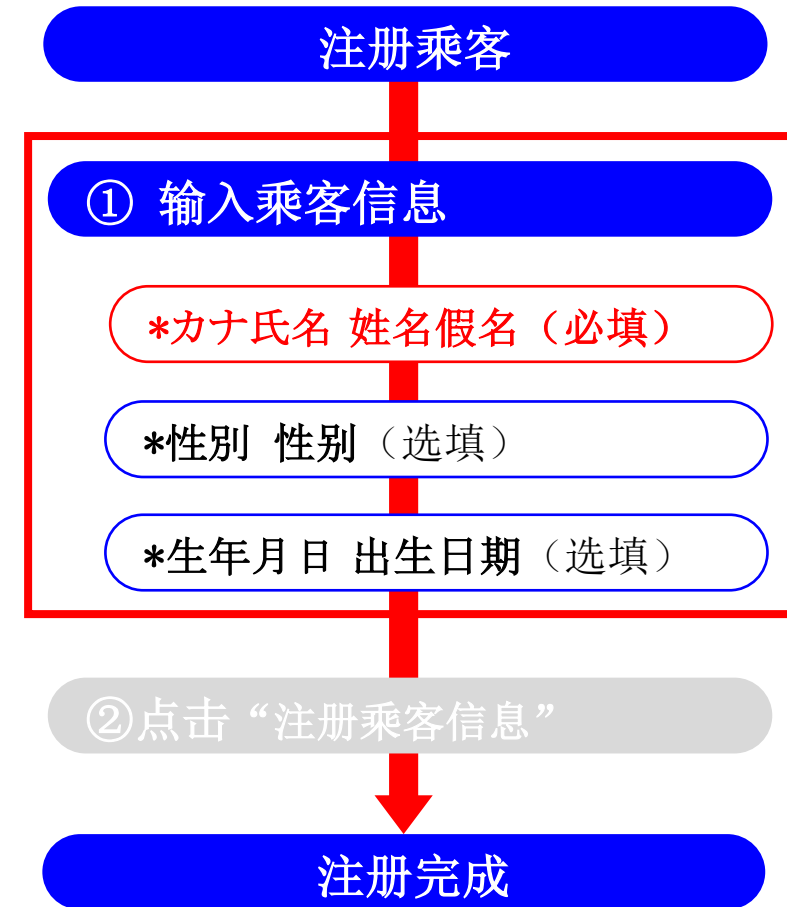 注册乘客
① 输入乘客信息
*カナ氏名 姓名假名（必填）
*性別 性别（选填）
*生年月日 出生日期（选填）
②点击“注册乘客信息”
注册完成